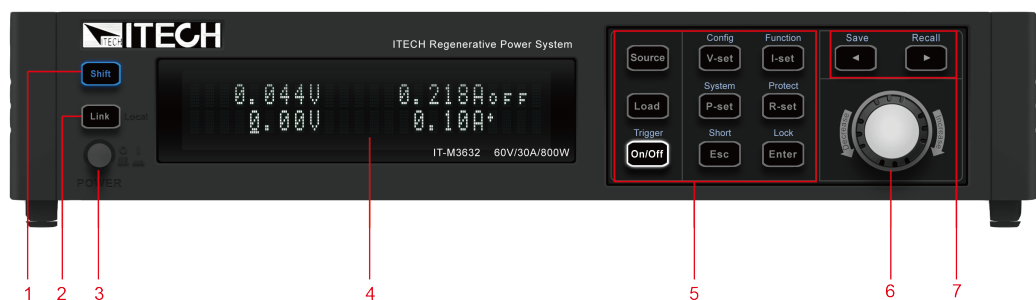 ITECH ITECH
ITECH Regenerative Power System
Shift
Link Local
POWER
0.044V 0.218A OFF
0.00V 0.10A+
IT-M3632 60V/30A/800W
Config Function
Source V-set I-set
System Protect
Load P-set R-set
Trigger Short Lock
On/Off Esc Enter
Save Recall
◄ ►
Decrease Increase
1 2 3 4 5 6 7